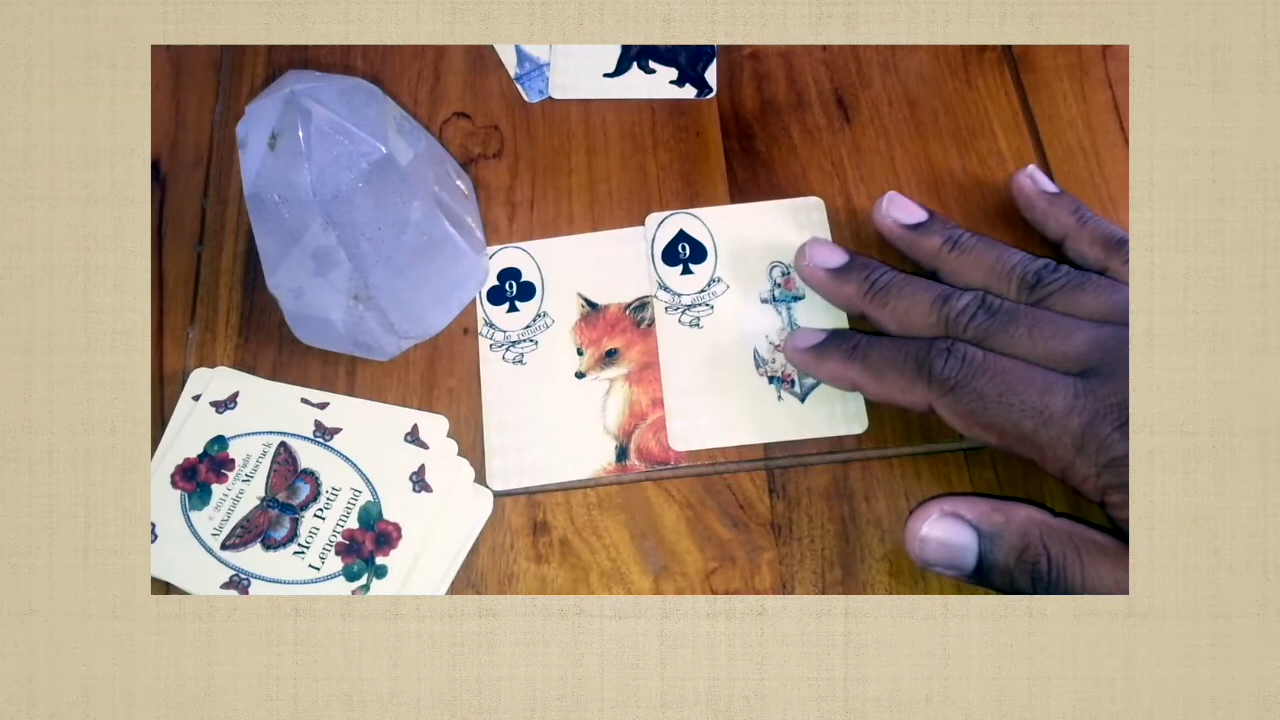 9
14 le renard
9
35 ancre
© 2014 Copyright
Alexandre Musruck
Mon Petit
Lenormand